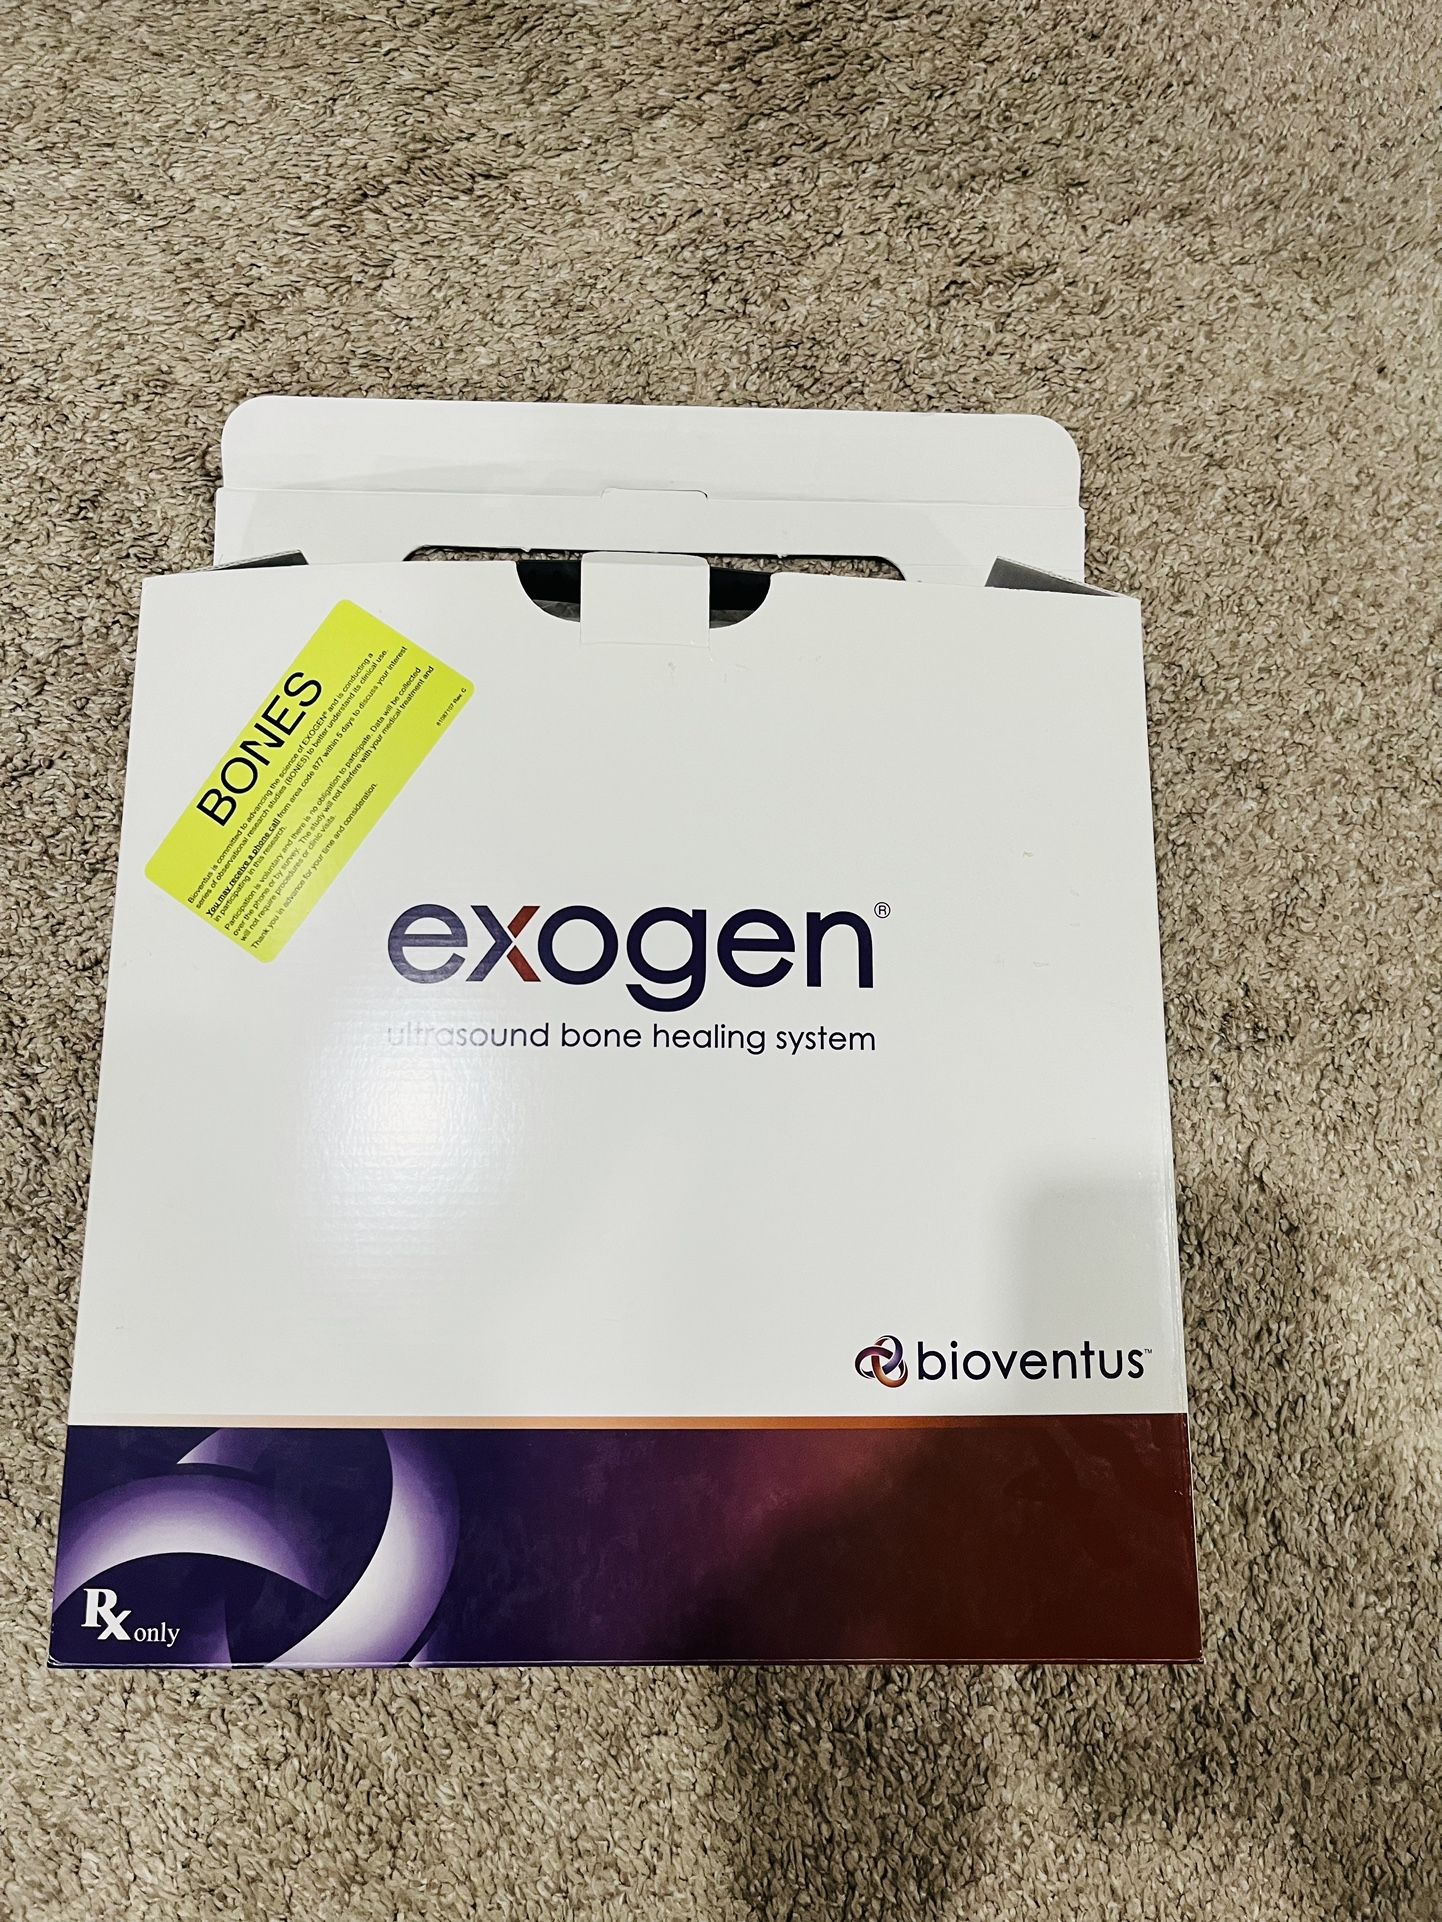 BONES
Bioventus is committed to advancing the science of EXOGEN® and is conducting a
series of observational research studies (BONES) to better understand its clinical use.
You may receive a phone call from area code 877 within 5 days to discuss your interest
in participating in this research.
Participation is voluntary and there is no obligation to participate. Data will be collected
over the phone or by survey. The study will not interfere with your medical treatment and
will not require procedures or clinic visits.
Thank you in advance for your time and consideration.
81087107 Rev. C
exogen®
ultrasound bone healing system
bioventus™
Rx only